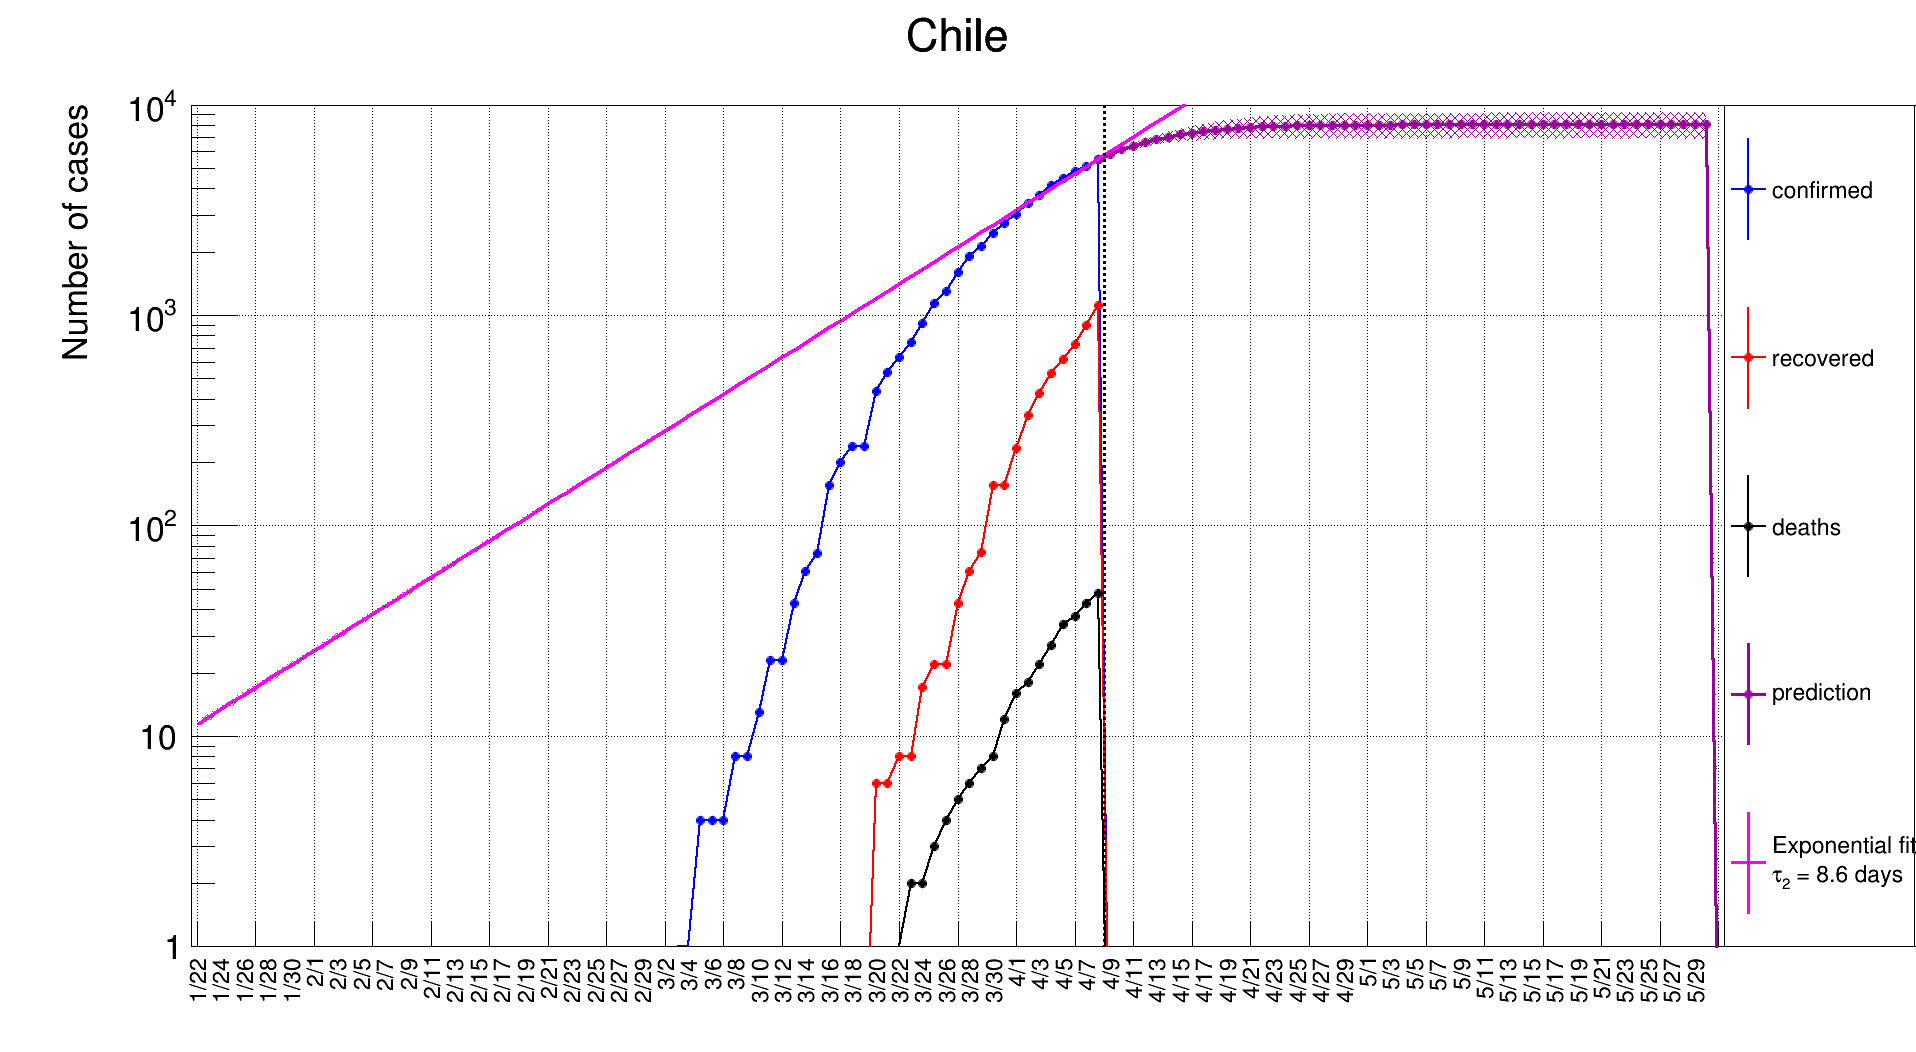 Chile
Number of cases
10⁴
10³
10²
10
1
1/22 1/24 1/26 1/28 1/30 2/1 2/3 2/5 2/7 2/9 2/11 2/13 2/15 2/17 2/19 2/21 2/23 2/25 2/27 2/29 3/2 3/4 3/6 3/8 3/10 3/12 3/14 3/16 3/18 3/20 3/22 3/24 3/26 3/28 3/30 4/1 4/3 4/5 4/7 4/9 4/11 4/13 4/15 4/17 4/19 4/21 4/23 4/25 4/27 4/29 5/1 5/3 5/5 5/7 5/9 5/11 5/13 5/15 5/17 5/19 5/21 5/23 5/25 5/27 5/29
confirmed
recovered
deaths
prediction
Exponential fit
τ₂ = 8.6 days